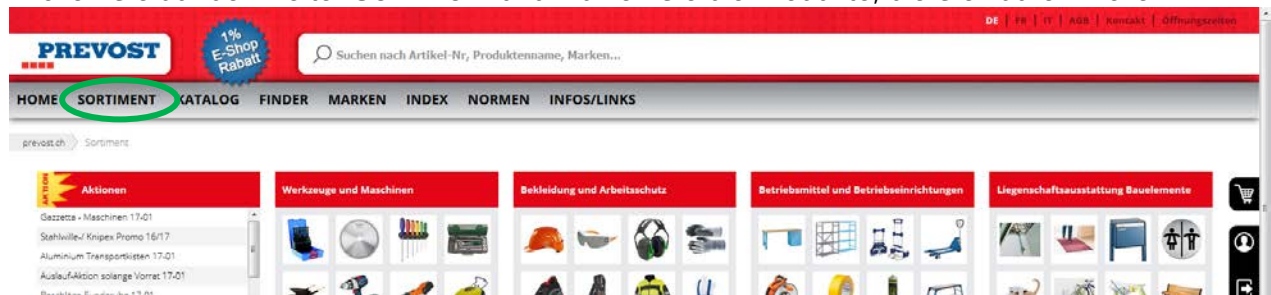 DE | FR | IT | AGB | Kontakt | Öffnungszeiten
PREVOST
1%
E-Shop
Rabatt
Suchen nach Artikel-Nr, Produktenname, Marken...
HOME SORTIMENT KATALOG FINDER MARKEN INDEX NORMEN INFOS/LINKS
prevost.ch Sortiment
AKTION
Aktionen
Werkzeuge und Maschinen
Bekleidung und Arbeitsschutz
Betriebsmittel und Betriebseinrichtungen
Liegenschaftsausstattung Bauelemente
Gazzetta - Maschinen 17-01
Stahlwille-/ Knipex Promo 16/17
Aluminium Transportkisten 17-01
Auslauf-Aktion solange Vorrat 17-01